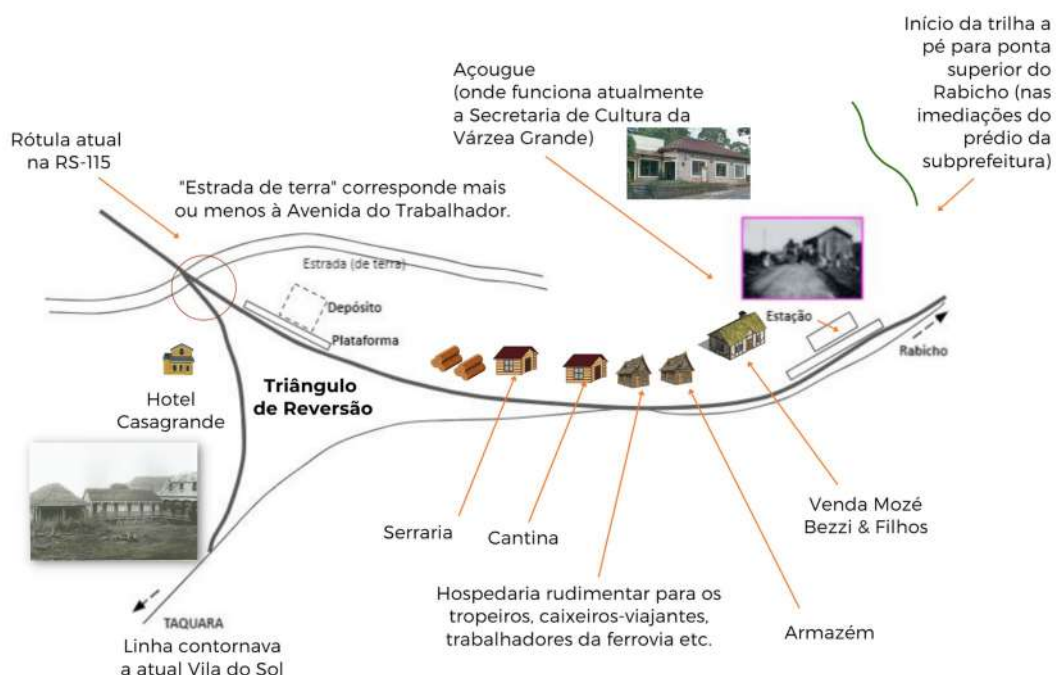 Início da trilha a
pé para ponta
superior do
Rabicho (nas
imediações do
prédio da
subprefeitura)
Açougue
(onde funciona atualmente
a Secretaria de Cultura da
Várzea Grande)
Rótula atual
na RS-115
"Estrada de terra" corresponde mais
ou menos à Avenida do Trabalhador.
Estrada (de terra)
Depósito
Plataforma
Estação
Rabicho
Hotel
Casagrande
Triângulo
de Reversão
Serraria
Cantina
Venda Mozé
Bezzi & Filhos
Hospedaria rudimentar para os
tropeiros, caixeiros-viajantes,
trabalhadores da ferrovia etc.
Armazém
TAQUARA
Linha contornava
a atual Vila do Sol